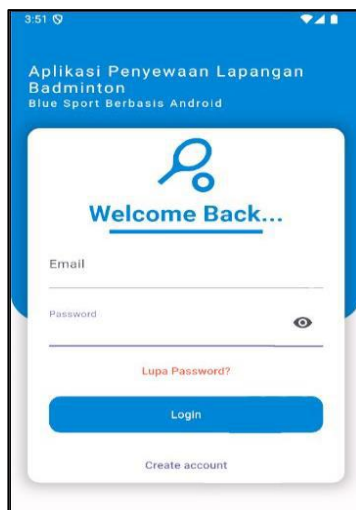 3:51
Aplikasi Penyewaan Lapangan
Badminton
Blue Sport Berbasis Android
Welcome Back...
Email
Password
Lupa Password?
Login
Create account